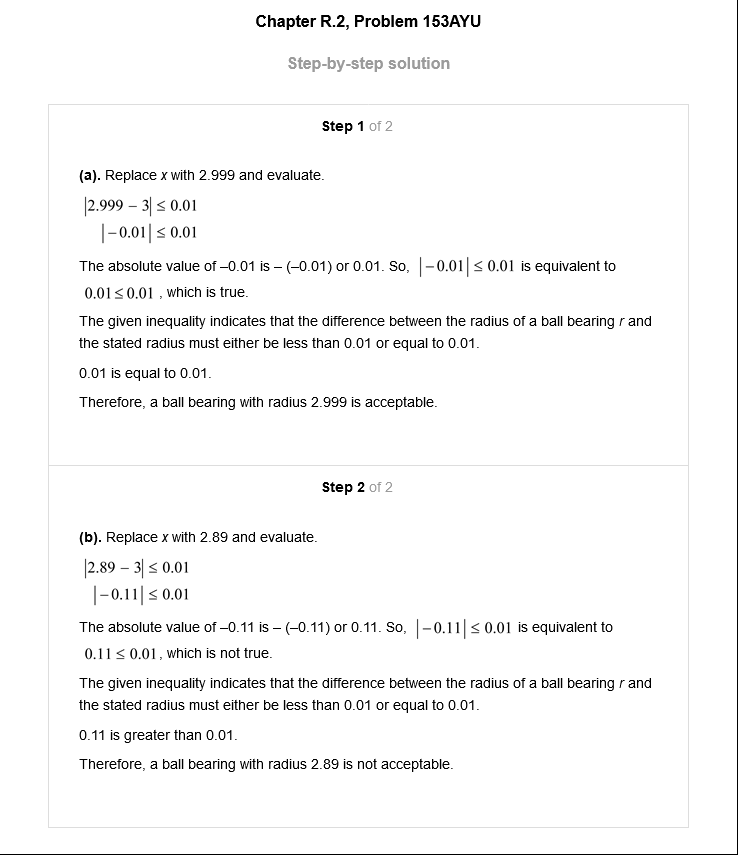 Chapter R.2, Problem 153AYU
Step-by-step solution
Step 1 of 2
(a). Replace x with 2.999 and evaluate.
|2.999 – 3| ≤ 0.01
|–0.01| ≤ 0.01
The absolute value of –0.01 is – (–0.01) or 0.01. So, |–0.01| ≤ 0.01 is equivalent to
0.01 ≤ 0.01 , which is true.
The given inequality indicates that the difference between the radius of a ball bearing r and
the stated radius must either be less than 0.01 or equal to 0.01.
0.01 is equal to 0.01.
Therefore, a ball bearing with radius 2.999 is acceptable.
Step 2 of 2
(b). Replace x with 2.89 and evaluate.
|2.89 – 3| ≤ 0.01
|–0.11| ≤ 0.01
The absolute value of –0.11 is – (–0.11) or 0.11. So, |–0.11| ≤ 0.01 is equivalent to
0.11 ≤ 0.01, which is not true.
The given inequality indicates that the difference between the radius of a ball bearing r and
the stated radius must either be less than 0.01 or equal to 0.01.
0.11 is greater than 0.01.
Therefore, a ball bearing with radius 2.89 is not acceptable.